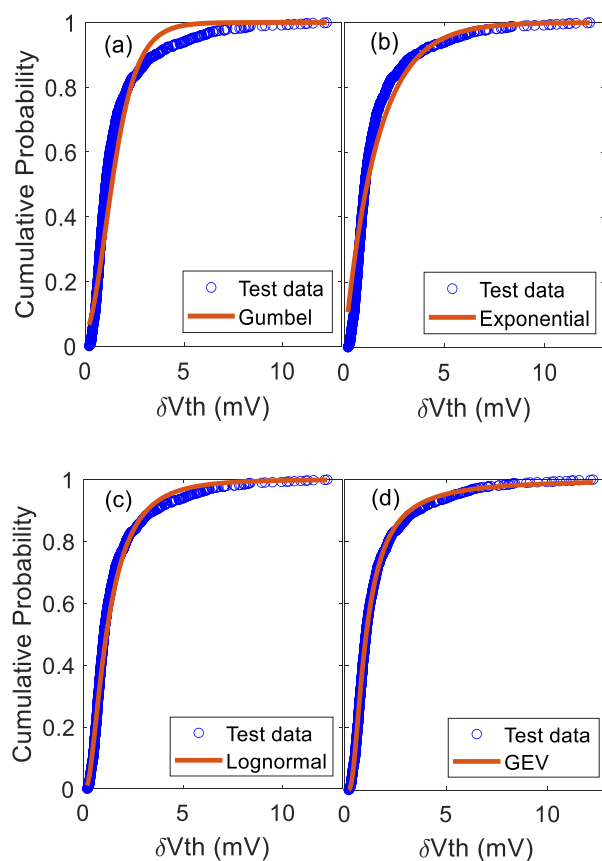 (a)
Cumulative Probability
1
0.8
0.6
0.4
0.2
0
Test data
Gumbel
0 5 10
δVth (mV)
(b)
Test data
Exponential
0 5 10
δVth (mV)
(c)
Cumulative Probability
1
0.8
0.6
0.4
0.2
0
Test data
Lognormal
0 5 10
δVth (mV)
(d)
Test data
GEV
0 5 10
δVth (mV)